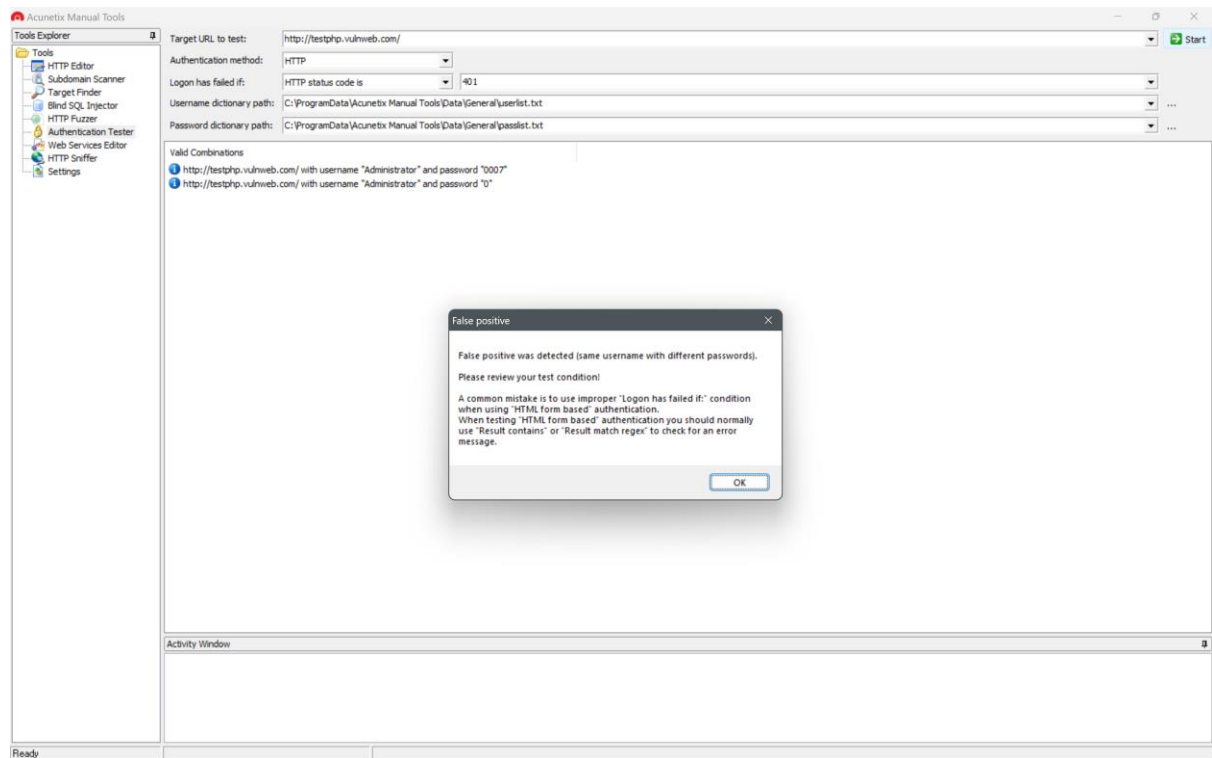 Acunetix Manual Tools
Tools Explorer
Tools
HTTP Editor
Subdomain Scanner
Target Finder
Blind SQL Injector
HTTP Fuzzer
Authentication Tester
Web Services Editor
HTTP Sniffer
Settings
Target URL to test: http://testphp.vulnweb.com/ Start
Authentication method: HTTP
Logon has failed if: HTTP status code is 401
Username dictionary path: C:\ProgramData\Acunetix Manual Tools\Data\General\userlist.txt ...
Password dictionary path: C:\ProgramData\Acunetix Manual Tools\Data\General\passlist.txt ...
Valid Combinations
http://testphp.vulnweb.com/ with username "Administrator" and password "0007"
http://testphp.vulnweb.com/ with username "Administrator" and password "0"
False positive
False positive was detected (same username with different passwords).
Please review your test condition!
A common mistake is to use improper "Logon has failed if:" condition
when using "HTML form based" authentication.
When testing "HTML form based" authentication you should normally
use "Result contains" or "Result match regex" to check for an error
message.
OK
Activity Window
Ready